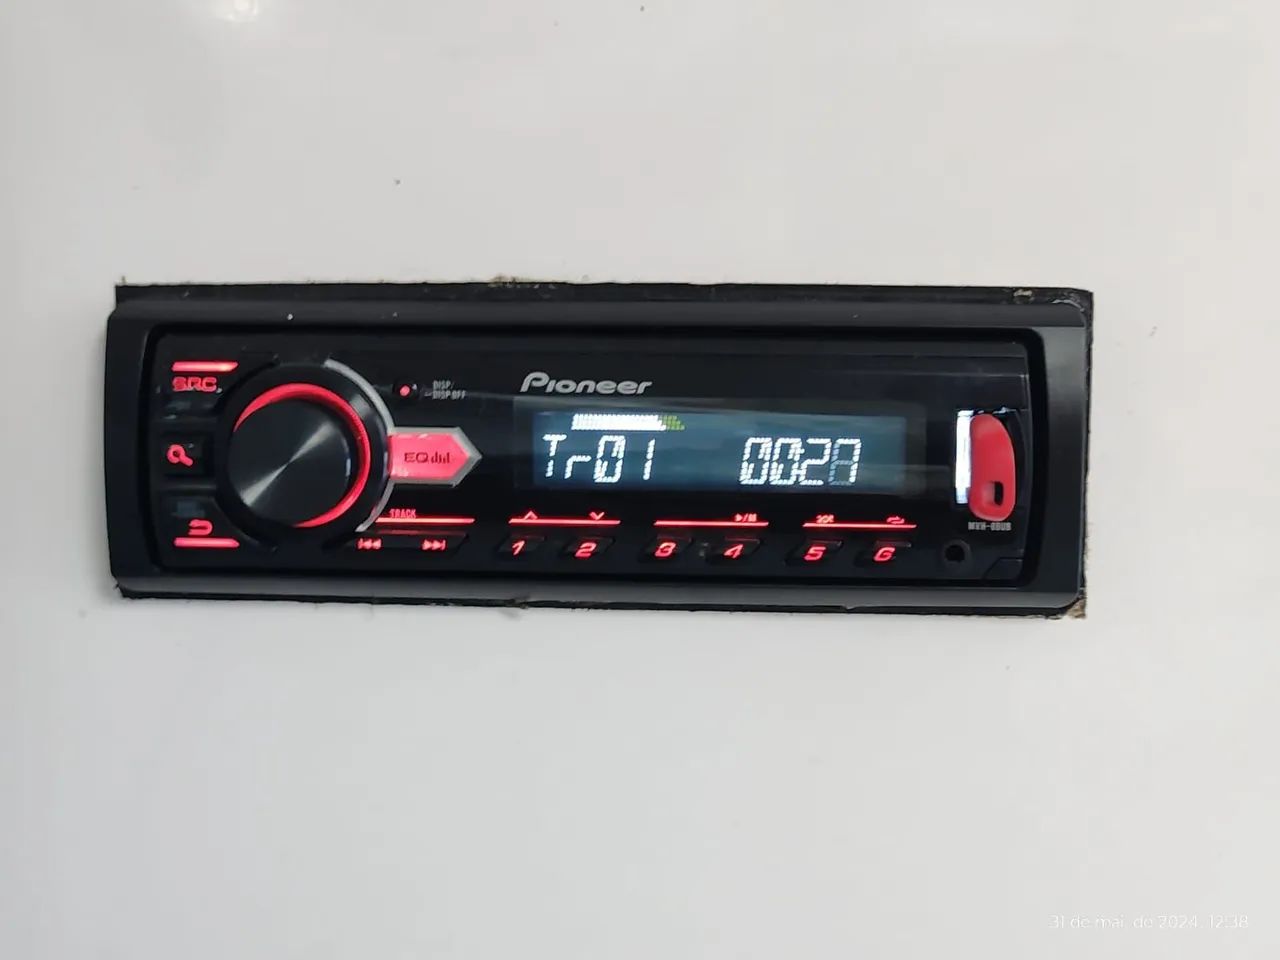 SRC
DISP/
DISP OFF
Pioneer
EQ
Tr01 0027
TRACK
1 2 3 4 5 6
31 de mai. de 2024, 12:38